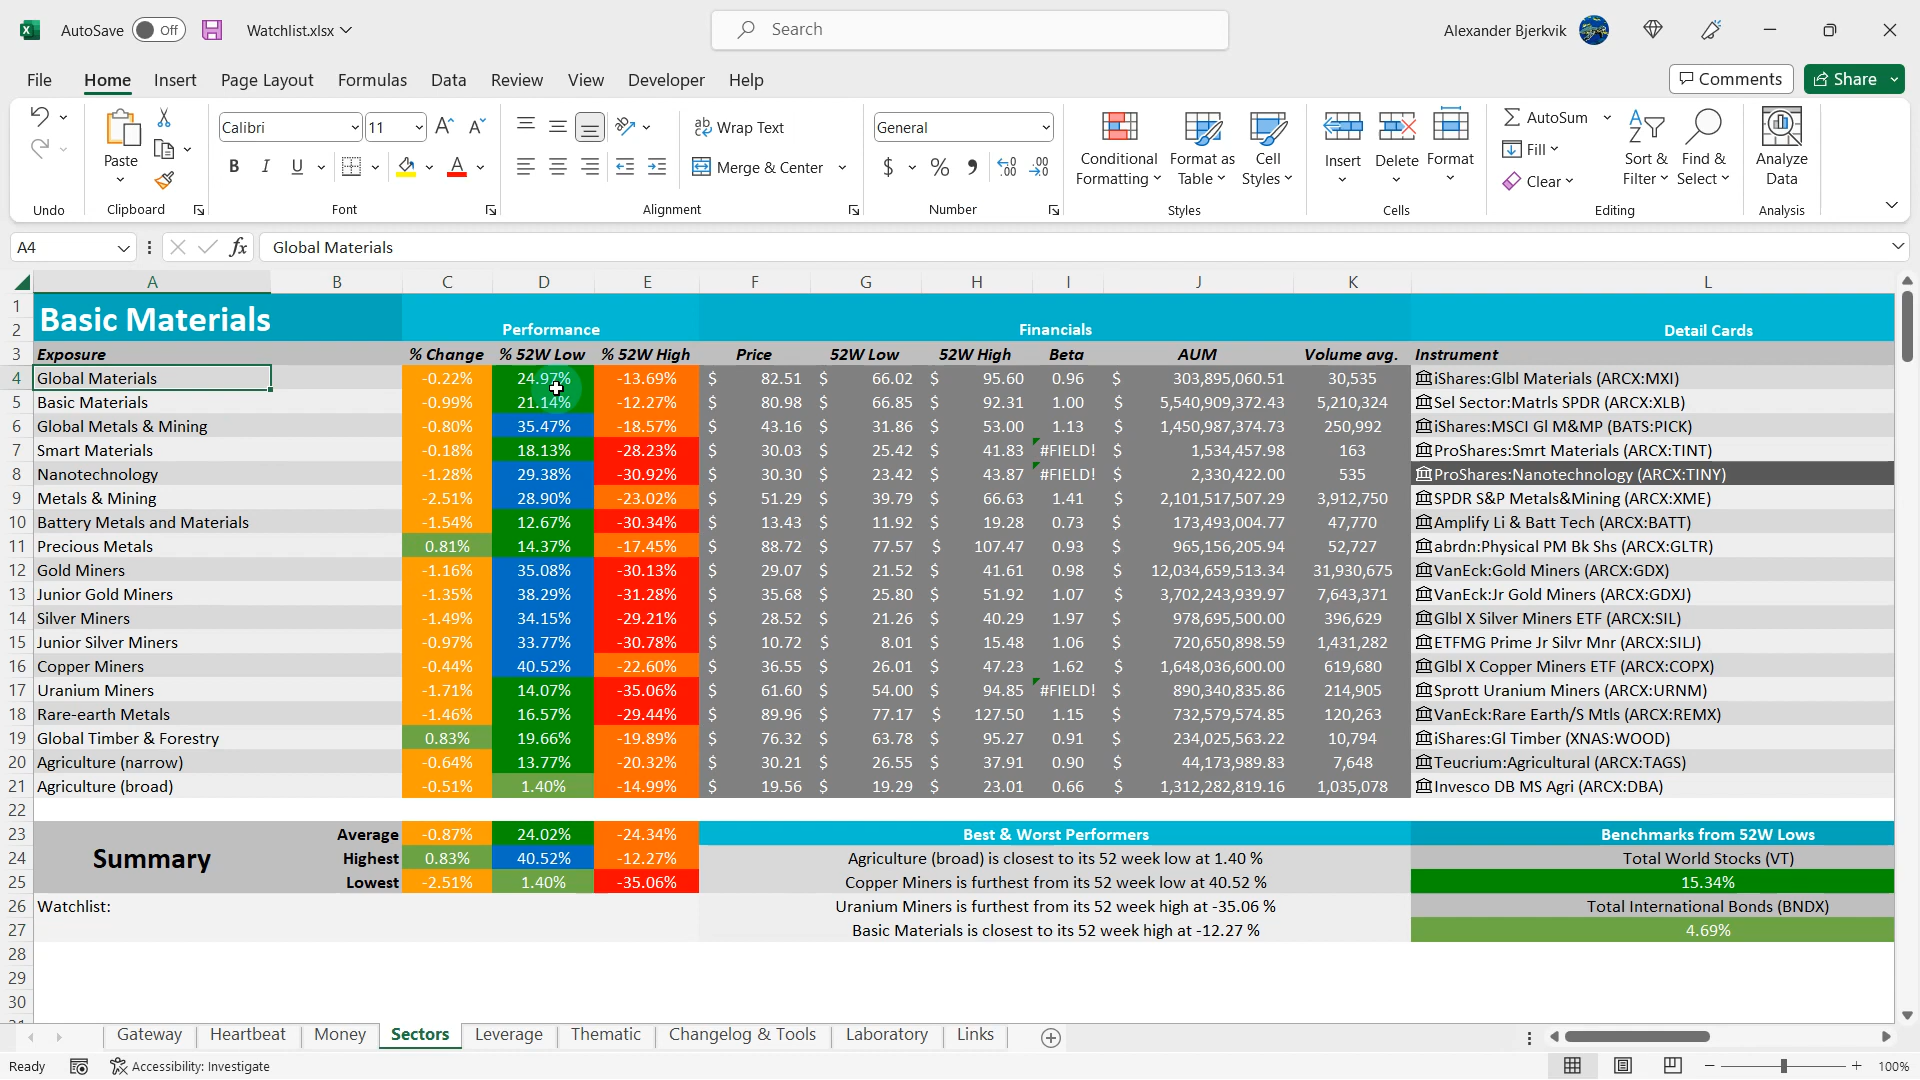 AutoSave Off Watchlist.xlsx Search Alexander Bjerkvik
File Home Insert Page Layout Formulas Data Review View Developer Help Comments Share
Calibri 11 Wrap Text General AutoSum
Paste B I U Merge & Center $ % Conditional Formatting Format as Table Cell Styles Insert Delete Format Fill Clear Sort & Filter Find & Select Analyze Data
Undo Clipboard Font Alignment Number Styles Cells Editing Analysis
A4 fx Global Materials
A B C D E F G H I J K L
1 Basic Materials
2 Performance Financials Detail Cards
3 Exposure % Change % 52W Low % 52W High Price 52W Low 52W High Beta AUM Volume avg. Instrument
4 Global Materials -0.22% 24.97% -13.69% $ 82.51 $ 66.02 $ 95.60 0.96 $ 303,895,060.51 30,535 iShares:Glbl Materials (ARCX:MXI)
5 Basic Materials -0.99% 21.14% -12.27% $ 80.98 $ 66.85 $ 92.31 1.00 $ 5,540,909,372.43 5,210,324 Sel Sector:Matrls SPDR (ARCX:XLB)
6 Global Metals & Mining -0.80% 35.47% -18.57% $ 43.16 $ 31.86 $ 53.00 1.13 $ 1,450,987,374.73 250,992 iShares:MSCI Gl M&MP (BATS:PICK)
7 Smart Materials -0.18% 18.13% -28.23% $ 30.03 $ 25.42 $ 41.83 #FIELD! $ 1,534,457.98 163 ProShares:Smrt Materials (ARCX:TINT)
8 Nanotechnology -1.28% 29.38% -30.92% $ 30.30 $ 23.42 $ 43.87 #FIELD! $ 2,330,422.00 535 ProShares:Nanotechnology (ARCX:TINY)
9 Metals & Mining -2.51% 28.90% -23.02% $ 51.29 $ 39.79 $ 66.63 1.41 $ 2,101,517,507.29 3,912,750 SPDR S&P Metals&Mining (ARCX:XME)
10 Battery Metals and Materials -1.54% 12.67% -30.34% $ 13.43 $ 11.92 $ 19.28 0.73 $ 173,493,004.77 47,770 Amplify Li & Batt Tech (ARCX:BATT)
11 Precious Metals 0.81% 14.37% -17.45% $ 88.72 $ 77.57 $ 107.47 0.93 $ 965,156,205.94 52,727 abrdn:Physical PM Bk Shs (ARCX:GLTR)
12 Gold Miners -1.16% 35.08% -30.13% $ 29.07 $ 21.52 $ 41.61 0.98 $ 12,034,659,513.34 31,930,675 VanEck:Gold Miners (ARCX:GDX)
13 Junior Gold Miners -1.35% 38.29% -31.28% $ 35.68 $ 25.80 $ 51.92 1.07 $ 3,702,243,939.97 7,643,371 VanEck:Jr Gold Miners (ARCX:GDXJ)
14 Silver Miners -1.49% 34.15% -29.21% $ 28.52 $ 21.26 $ 40.29 1.97 $ 978,695,500.00 396,629 Glbl X Silver Miners ETF (ARCX:SIL)
15 Junior Silver Miners -0.97% 33.77% -30.78% $ 10.72 $ 8.01 $ 15.48 1.06 $ 720,650,898.59 1,431,282 ETFMG Prime Jr Silvr Mnr (ARCX:SILJ)
16 Copper Miners -0.44% 40.52% -22.60% $ 36.55 $ 26.01 $ 47.23 1.62 $ 1,648,036,600.00 619,680 Glbl X Copper Miners ETF (ARCX:COPX)
17 Uranium Miners -1.71% 14.07% -35.06% $ 61.60 $ 54.00 $ 94.85 #FIELD! $ 890,340,835.86 214,905 Sprott Uranium Miners (ARCX:URNM)
18 Rare-earth Metals -1.46% 16.57% -29.44% $ 89.96 $ 77.17 $ 127.50 1.15 $ 732,579,574.85 120,263 VanEck:Rare Earth/S Mtls (ARCX:REMX)
19 Global Timber & Forestry 0.83% 19.66% -19.89% $ 76.32 $ 63.78 $ 95.27 0.91 $ 234,025,563.22 10,794 iShares:Gl Timber (XNAS:WOOD)
20 Agriculture (narrow) -0.64% 13.77% -20.32% $ 30.21 $ 26.55 $ 37.91 0.90 $ 44,173,989.83 7,648 Teucrium:Agricultural (ARCX:TAGS)
21 Agriculture (broad) -0.51% 1.40% -14.99% $ 19.56 $ 19.29 $ 23.01 0.66 $ 1,312,282,819.16 1,035,078 Invesco DB MS Agri (ARCX:DBA)
22
23 Average -0.87% 24.02% -24.34% Best & Worst Performers Benchmarks from 52W Lows
24 Summary Highest 0.83% 40.52% -12.27% Agriculture (broad) is closest to its 52 week low at 1.40 % Total World Stocks (VT)
25 Lowest -2.51% 1.40% -35.06% Copper Miners is furthest from its 52 week low at 40.52 % 15.34%
26 Watchlist: Uranium Miners is furthest from its 52 week high at -35.06 % Total International Bonds (BNDX)
27 Basic Materials is closest to its 52 week high at -12.27 % 4.69%
28
29
30
Gateway Heartbeat Money Sectors Leverage Thematic Changelog & Tools Laboratory Links
Ready Accessibility: Investigate 100%